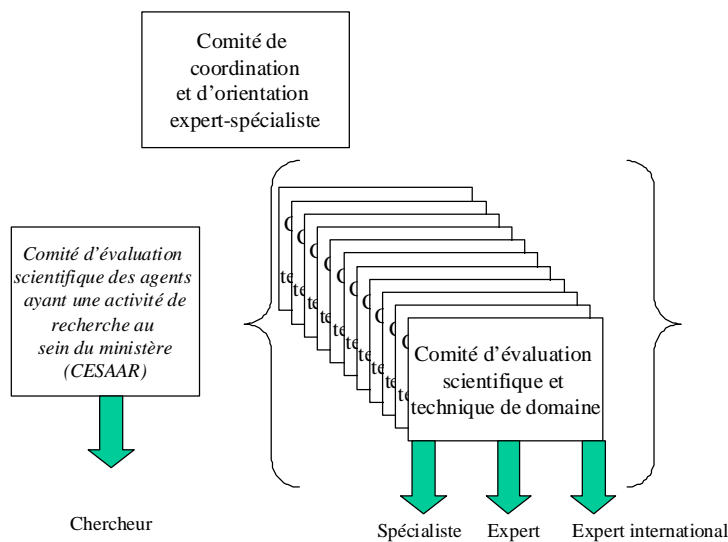 Comité de
coordination
et d'orientation
expert-spécialiste
Comité d'évaluation
scientifique des agents
ayant une activité de
recherche au
sein du ministère
(CESAAR)
Comité d'évaluation
scientifique et
technique de domaine
Chercheur
Spécialiste Expert Expert international